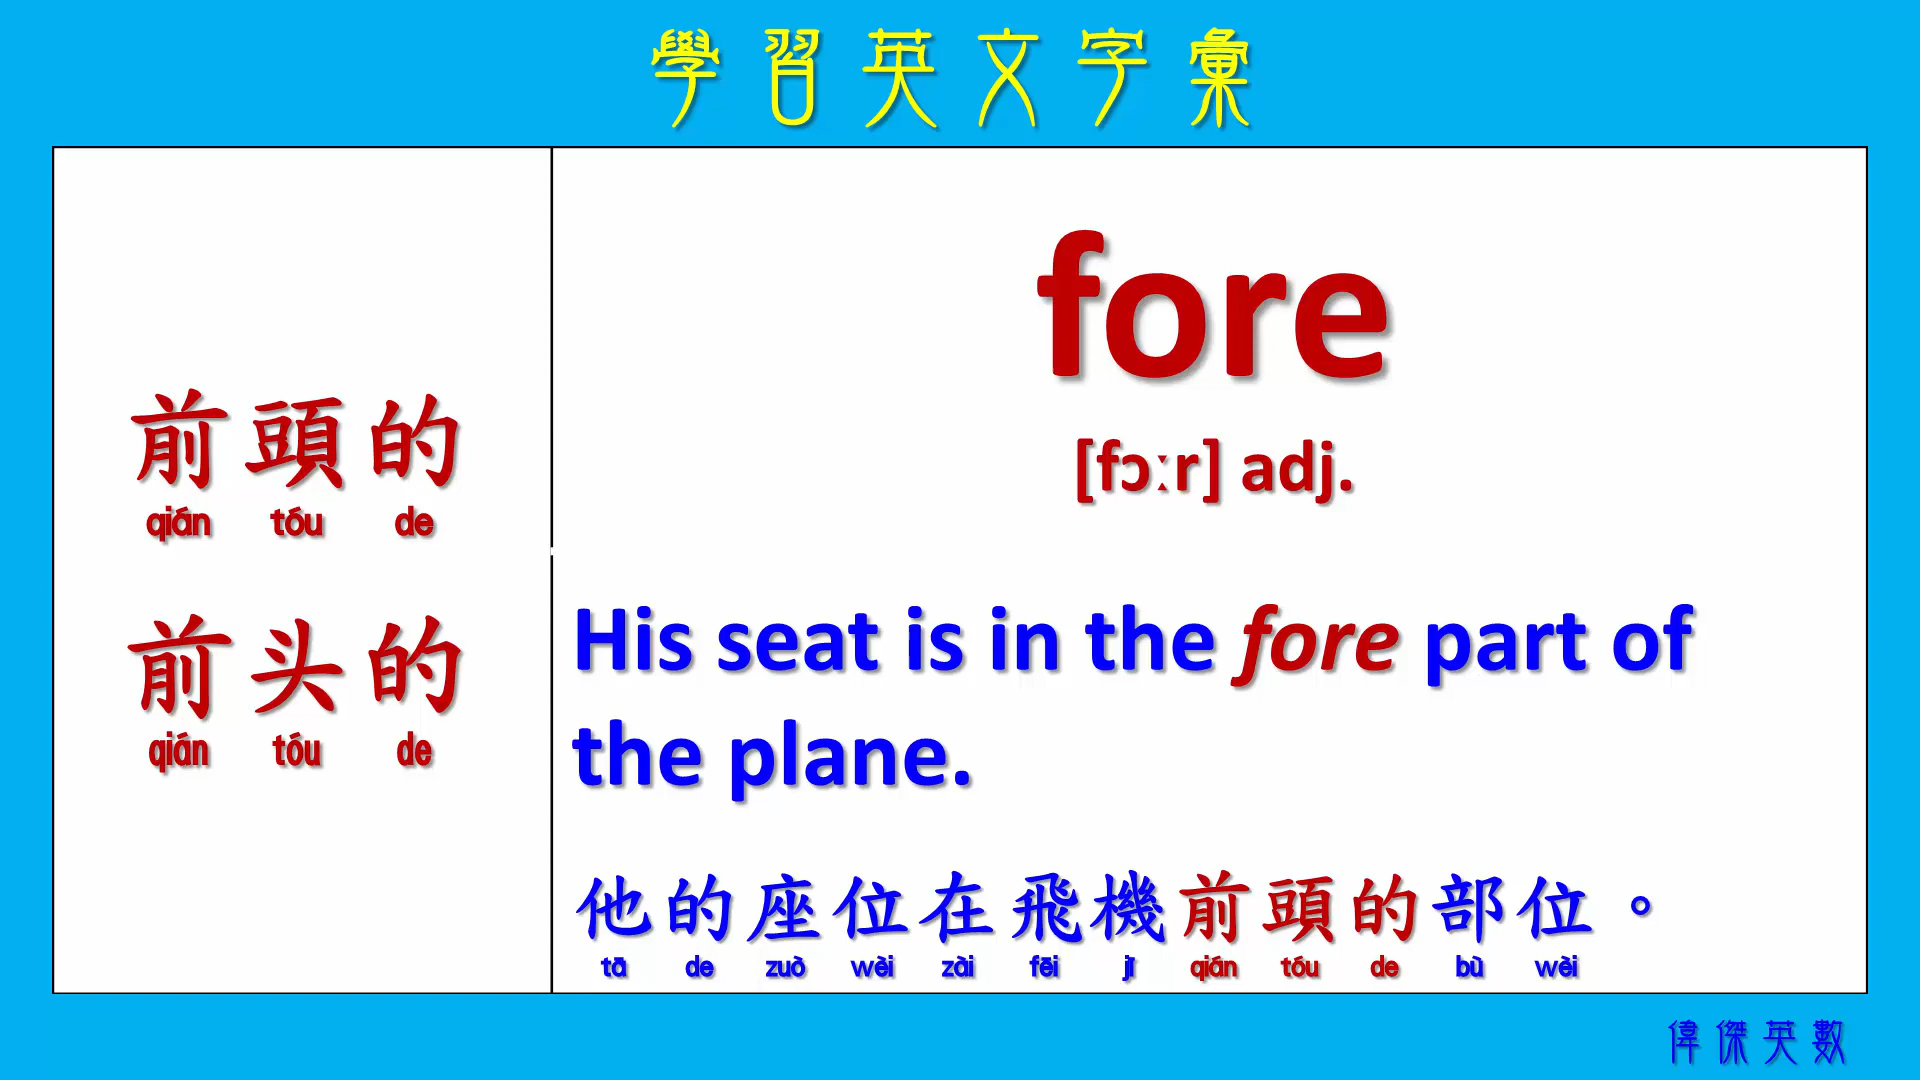 學習英文字彙
前頭的
qián tóu de
前头的
qián tóu de
fore
[fɔːr] adj.
His seat is in the fore part of
the plane.
他的座位在飛機前頭的部位。
tā de zuò wèi zài fēi jī qián tóu de bù wèi
偉傑英數